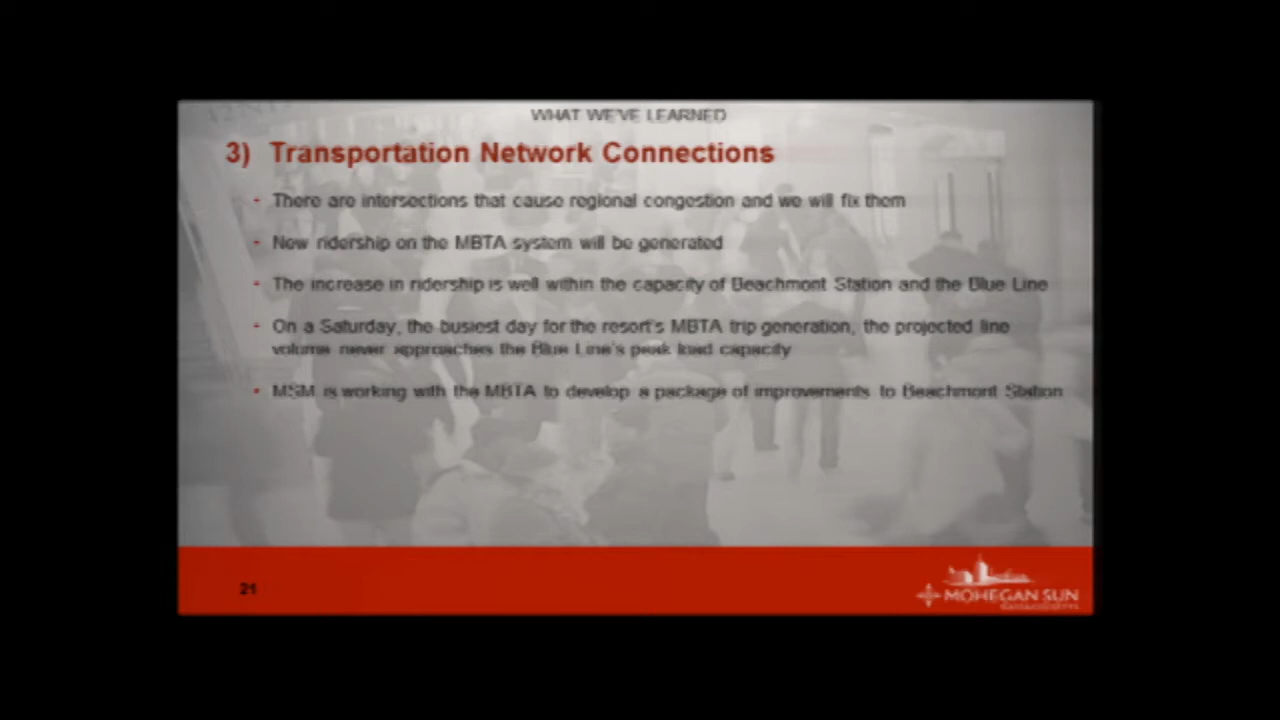 WHAT WE'VE LEARNED
3) Transportation Network Connections
- There are intersections that cause regional congestion and we will fix them
- New ridership on the MBTA system will be generated
- The increase in ridership is well within the capacity of Beachmont Station and the Blue Line
- On a Saturday, the busiest day for the resort's MBTA trip generation, the projected line
volume never approaches the Blue Line's peak load capacity
- MSM is working with the MBTA to develop a package of improvements to Beachmont Station
21
MOHEGAN SUN